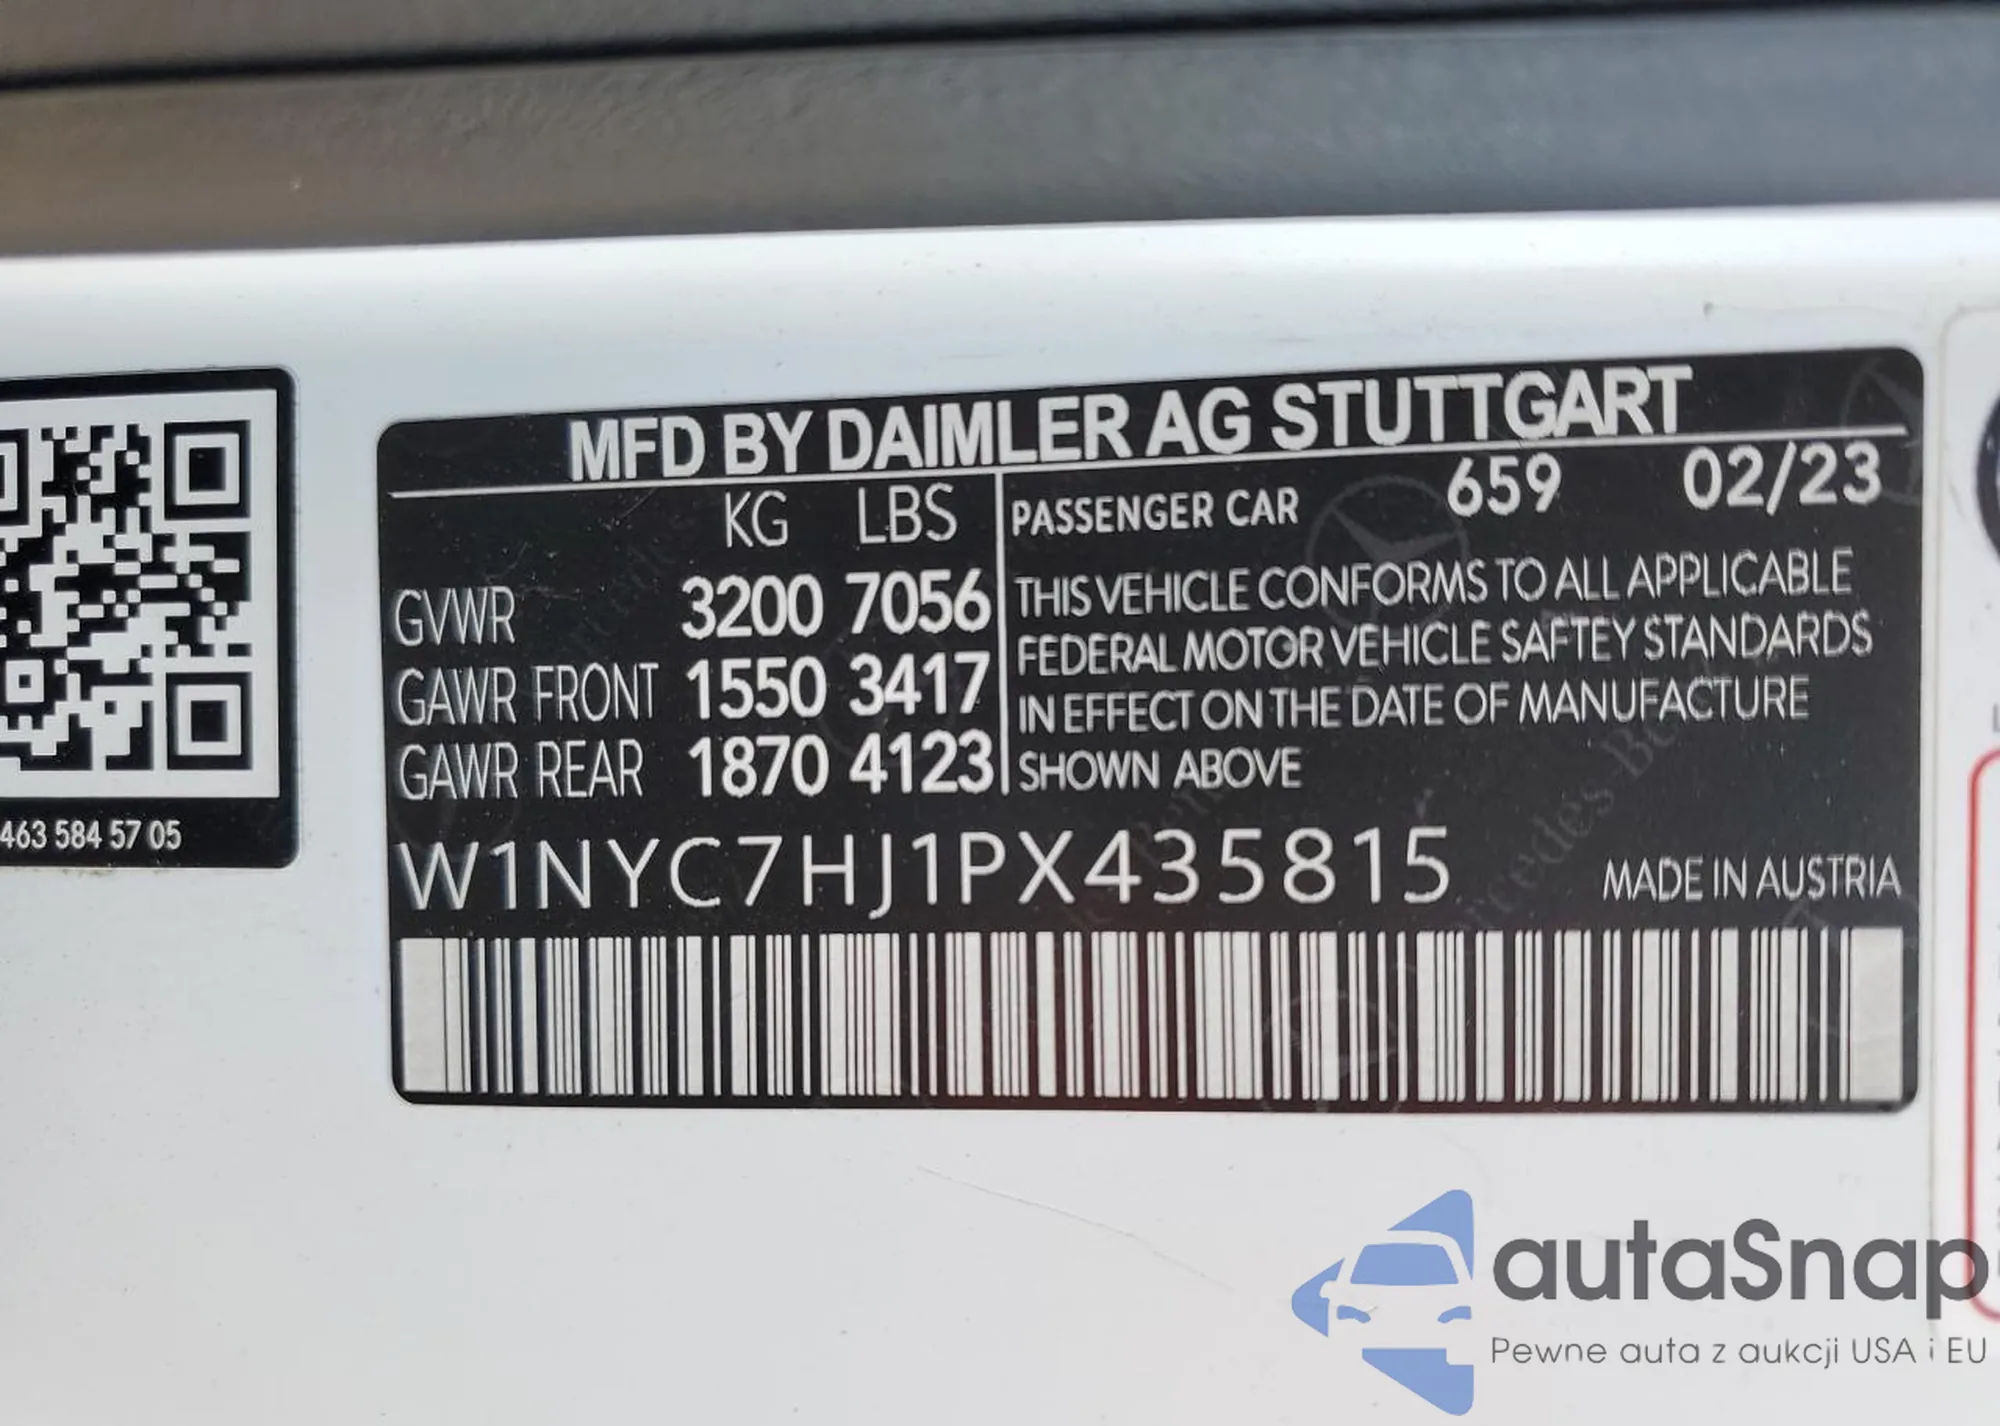 MFD BY DAIMLER AG STUTTGART
KG LBS
GVWR 3200 7056
GAWR FRONT 1550 3417
GAWR REAR 1870 4123
PASSENGER CAR 659 02/23
THIS VEHICLE CONFORMS TO ALL APPLICABLE
FEDERAL MOTOR VEHICLE SAFTEY STANDARDS
IN EFFECT ON THE DATE OF MANUFACTURE
SHOWN ABOVE
W1NYC7HJ1PX435815
MADE IN AUSTRIA
463 584 57 05
autaSnap
Pewne auta z aukcji USA i EU